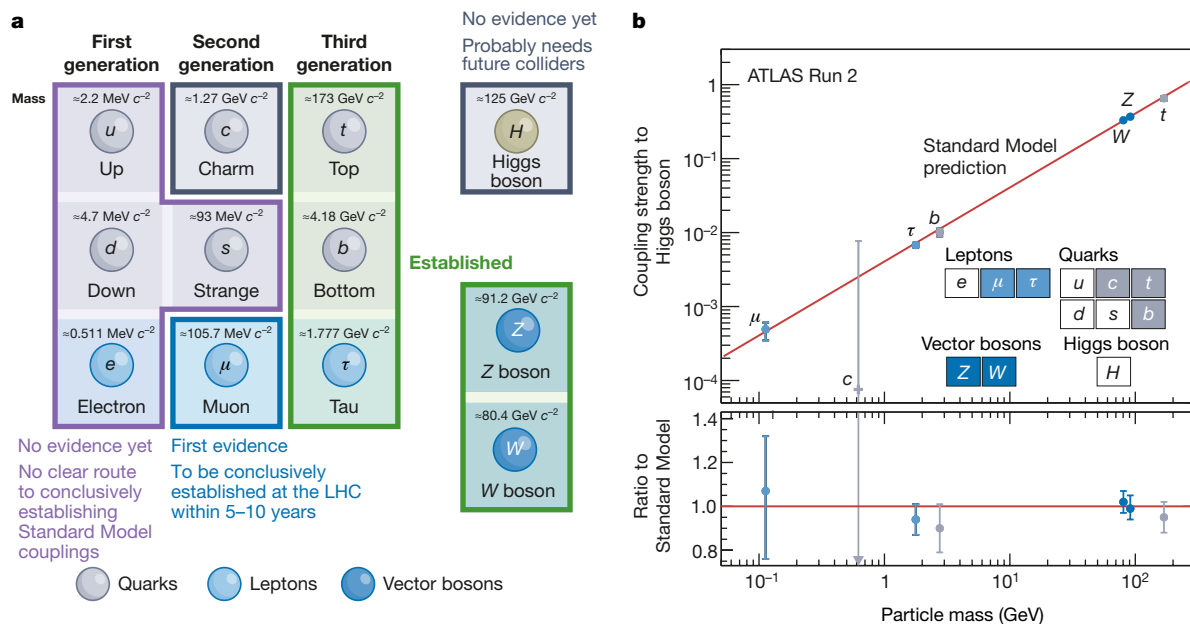 a
No evidence yet
Probably needs
future colliders
First
generation
Second
generation
Third
generation
Mass
≈2.2 MeV c⁻²
u
Up
≈1.27 GeV c⁻²
c
Charm
≈173 GeV c⁻²
t
Top
≈125 GeV c⁻²
H
Higgs
boson
≈4.7 MeV c⁻²
d
Down
≈93 MeV c⁻²
s
Strange
≈4.18 GeV c⁻²
b
Bottom
Established
≈91.2 GeV c⁻²
Z
Z boson
≈0.511 MeV c⁻²
e
Electron
≈105.7 MeV c⁻²
μ
Muon
≈1.777 GeV c⁻²
τ
Tau
≈80.4 GeV c⁻²
W
W boson
No evidence yet
No clear route
to conclusively
establishing
Standard Model
couplings
First evidence
To be conclusively
established at the LHC
within 5–10 years
Quarks
Leptons
Vector bosons
b
ATLAS Run 2
Coupling strength to
Higgs boson
1
10⁻¹
10⁻²
10⁻³
10⁻⁴
Standard Model
prediction
μ
c
τ
b
W
Z
t
Leptons
e μ τ
Quarks
u c t
d s b
Vector bosons
Z W
Higgs boson
H
Ratio to
Standard Model
1.4
1.2
1.0
0.8
10⁻¹ 1 10 10²
Particle mass (GeV)